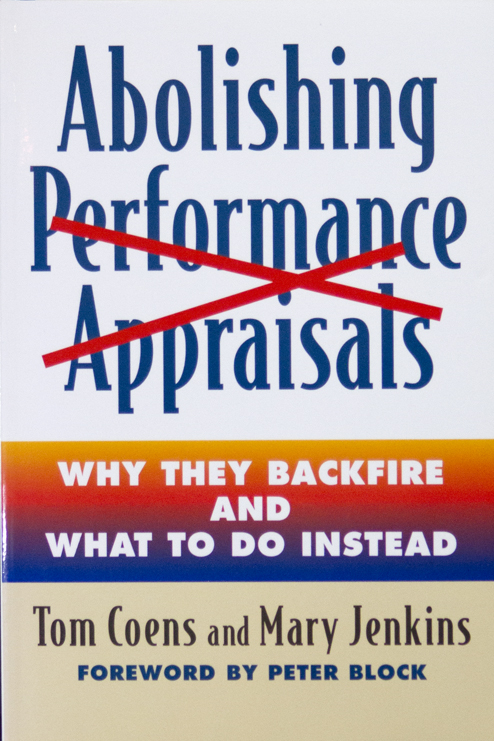 Abolishing
Performance
Appraisals
WHY THEY BACKFIRE
AND
WHAT TO DO INSTEAD
Tom Coens and Mary Jenkins
FOREWORD BY PETER BLOCK